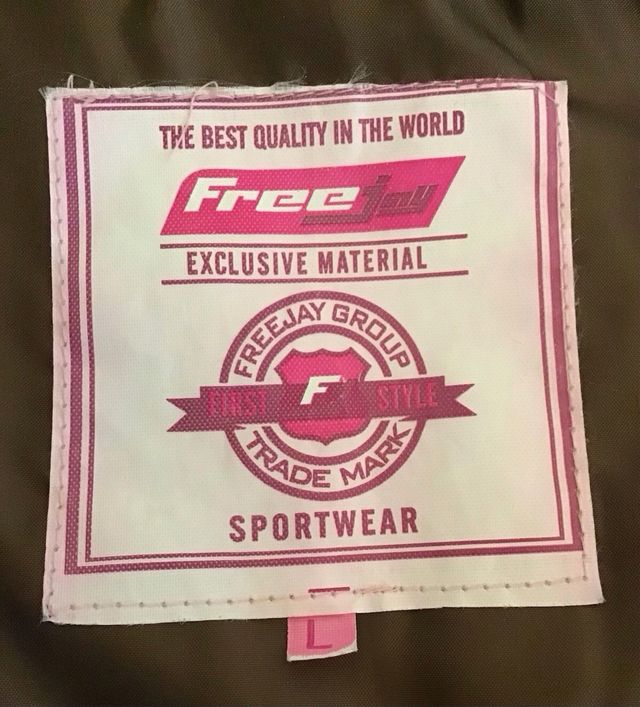 THE BEST QUALITY IN THE WORLD
Freejay
EXCLUSIVE MATERIAL
FREEJAY GROUP
FIRST F STYLE
TRADE MARK
SPORTWEAR
L